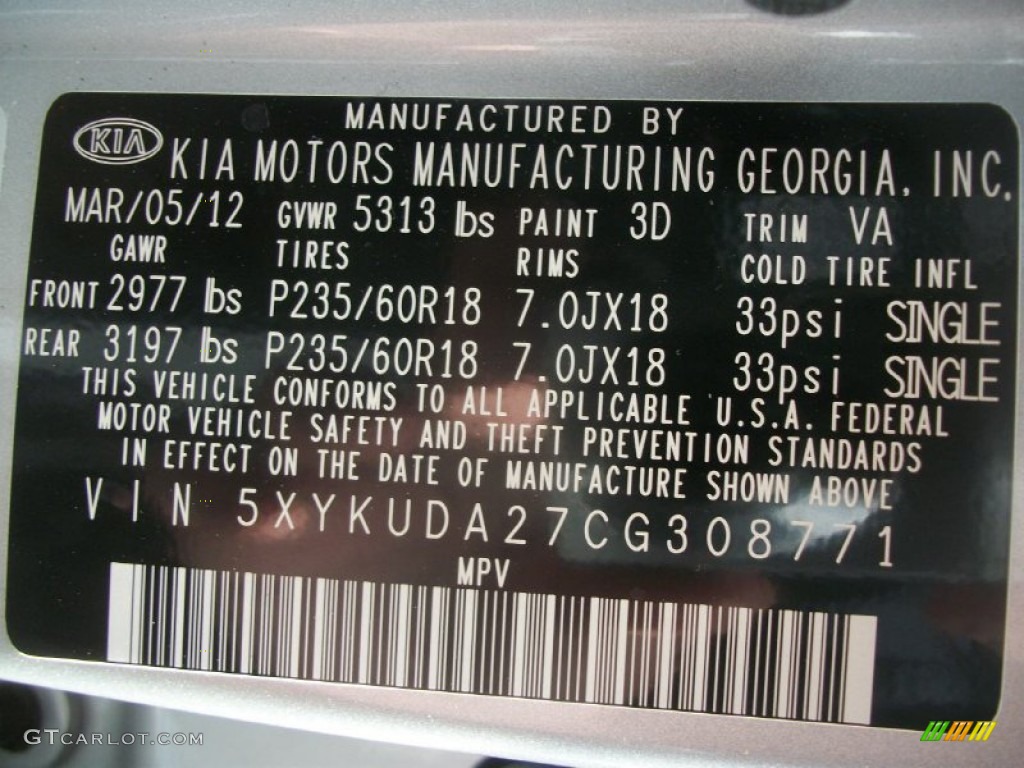 MANUFACTURED BY
KIA KIA MOTORS MANUFACTURING GEORGIA, INC.
MAR/05/12 GVWR 5313 lbs PAINT 3D TRIM VA
GAWR TIRES RIMS COLD TIRE INFL
FRONT 2977 lbs P235/60R18 7.0JX18 33psi SINGLE
REAR 3197 lbs P235/60R18 7.0JX18 33psi SINGLE
THIS VEHICLE CONFORMS TO ALL APPLICABLE U.S.A. FEDERAL
MOTOR VEHICLE SAFETY AND THEFT PREVENTION STANDARDS
IN EFFECT ON THE DATE OF MANUFACTURE SHOWN ABOVE
VIN 5XYKUDA27CG308771
MPV
GTCARLOT.COM